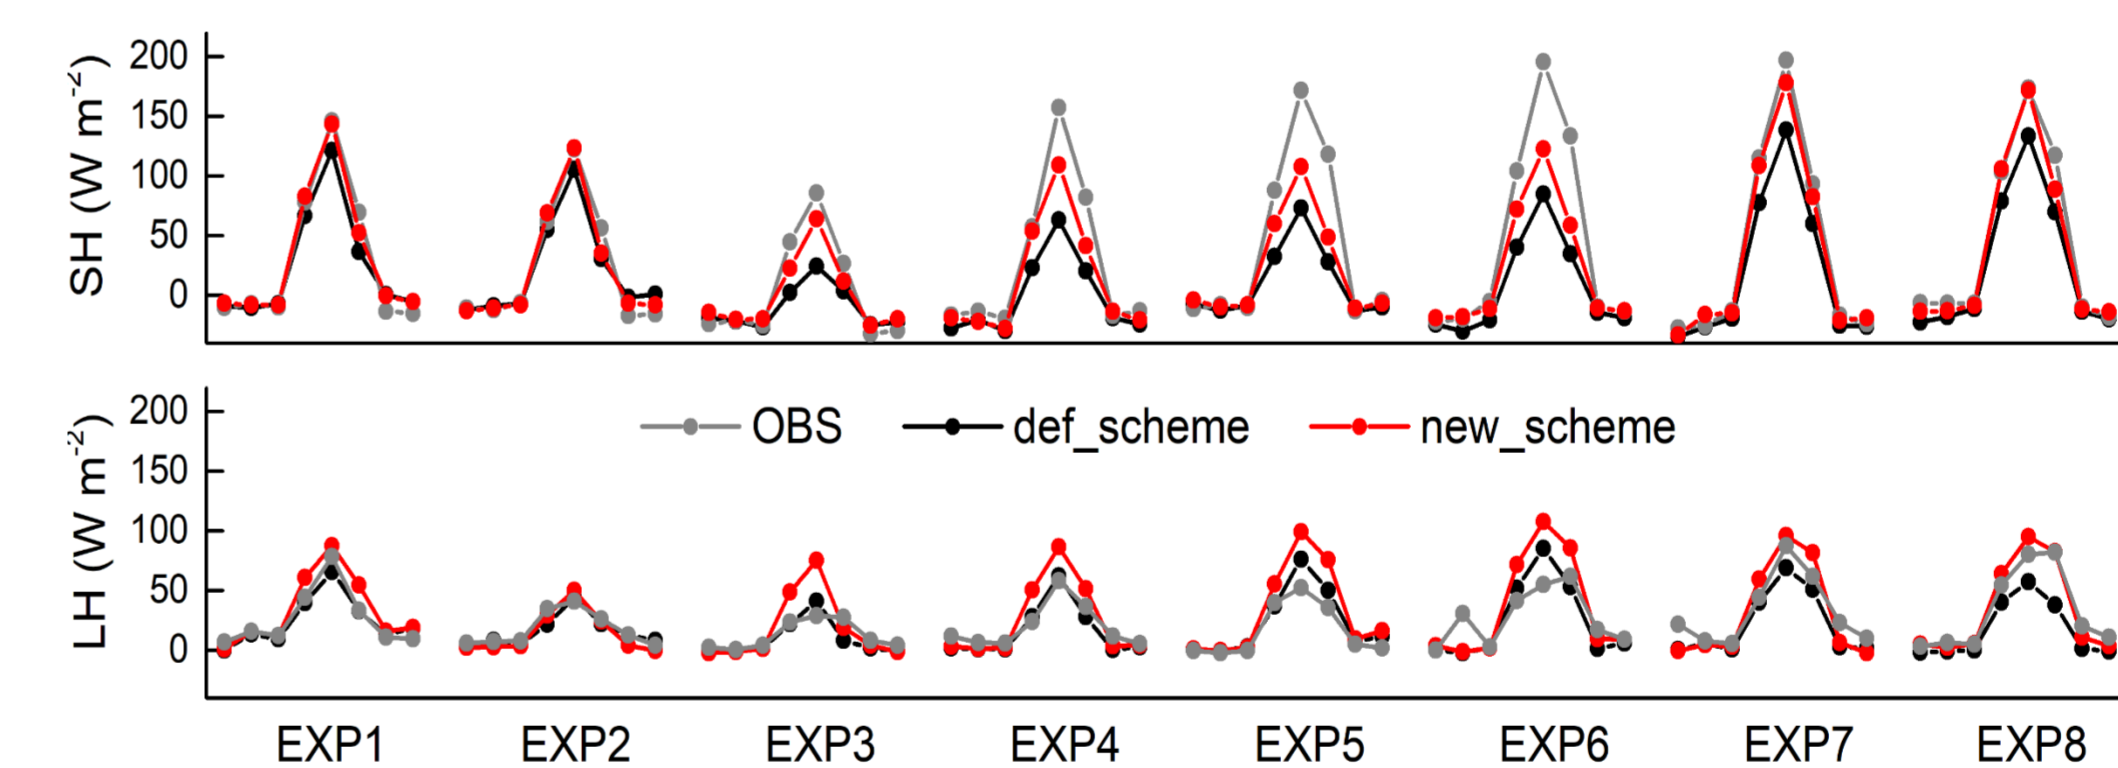 SH (W m⁻²)
200
150
100
50
0
LH (W m⁻²)
200
150
100
50
0
OBS def_scheme new_scheme
EXP1 EXP2 EXP3 EXP4 EXP5 EXP6 EXP7 EXP8